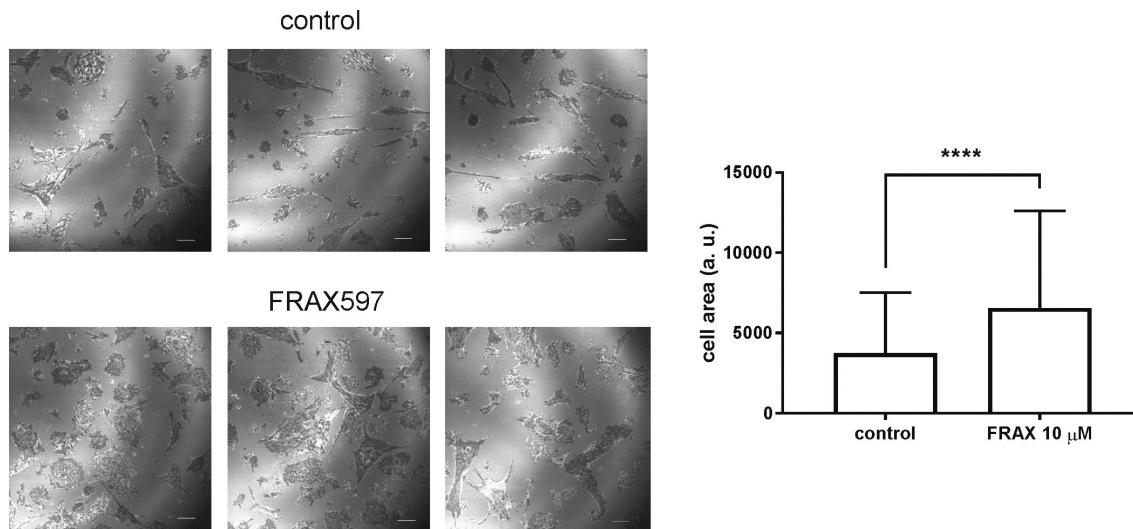 control
FRAX597
****
15000
10000
5000
0
cell area (a. u.)
control
FRAX 10 μM